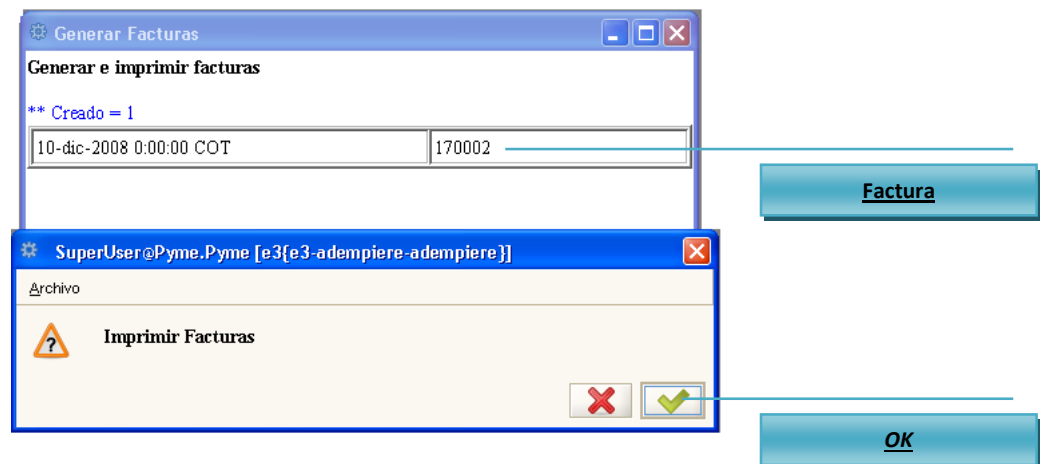 Generar Facturas
Generar e imprimir facturas
** Creado = 1
10-dic-2008 0:00:00 COT 170002
Factura
SuperUser@Pyme.Pyme [e3{e3-adempiere-adempiere}]
Archivo
Imprimir Facturas
OK